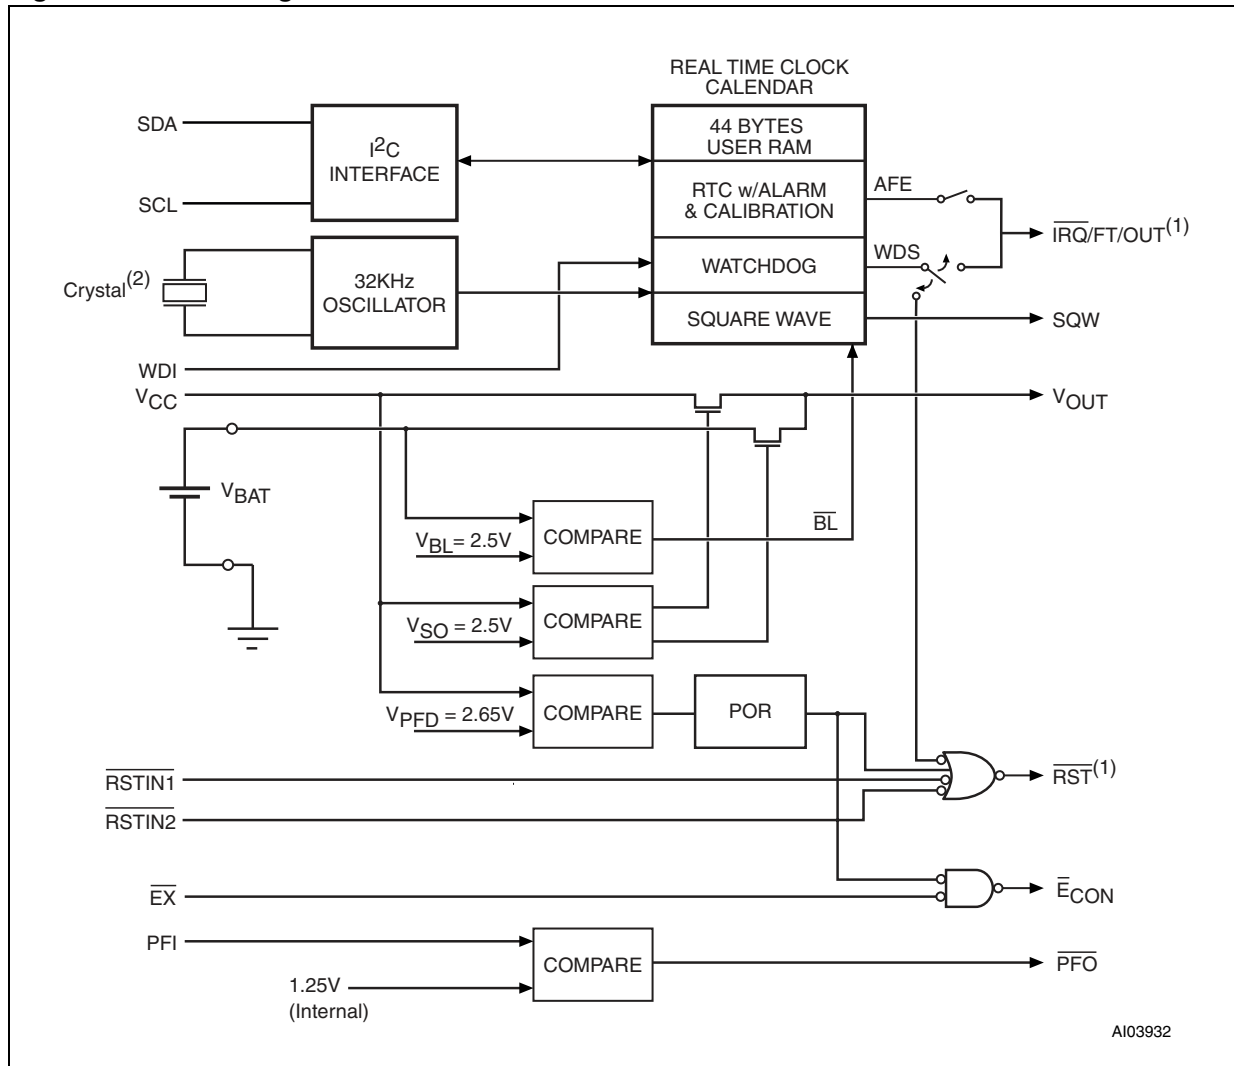 REAL TIME CLOCK
CALENDAR
SDA
SCL
I²C
INTERFACE
44 BYTES
USER RAM
RTC w/ALARM
& CALIBRATION
AFE
IRQ/FT/OUT(1)
WATCHDOG
WDS
Crystal(2)
32KHz
OSCILLATOR
SQUARE WAVE
SQW
WDI
VCC
VOUT
VBAT
VBL= 2.5V
COMPARE
BL
VSO = 2.5V
COMPARE
VPFD = 2.65V
COMPARE
POR
RSTIN1
RST(1)
RSTIN2
EX
ECON
PFI
1.25V
(Internal)
COMPARE
PFO
AI03932